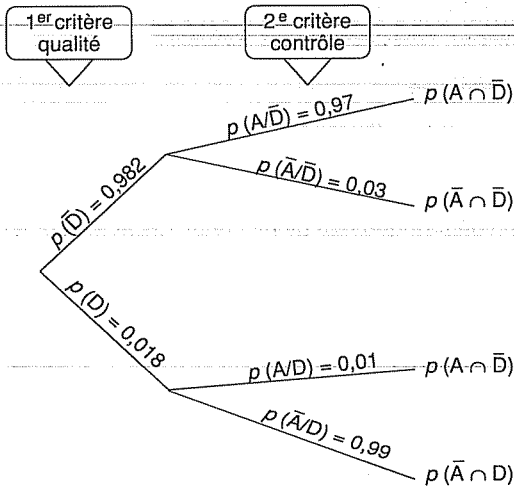 1er critère
qualité
2e critère
contrôle
p (A/D̄) = 0,97
p (A ∩ D̄)
p (Ā/D̄) = 0,03
p (Ā ∩ D̄)
p (D̄) = 0,982
p (D) = 0,018
p (A/D) = 0,01
p (A ∩ D̄)
p (Ā/D) = 0,99
p (Ā ∩ D)